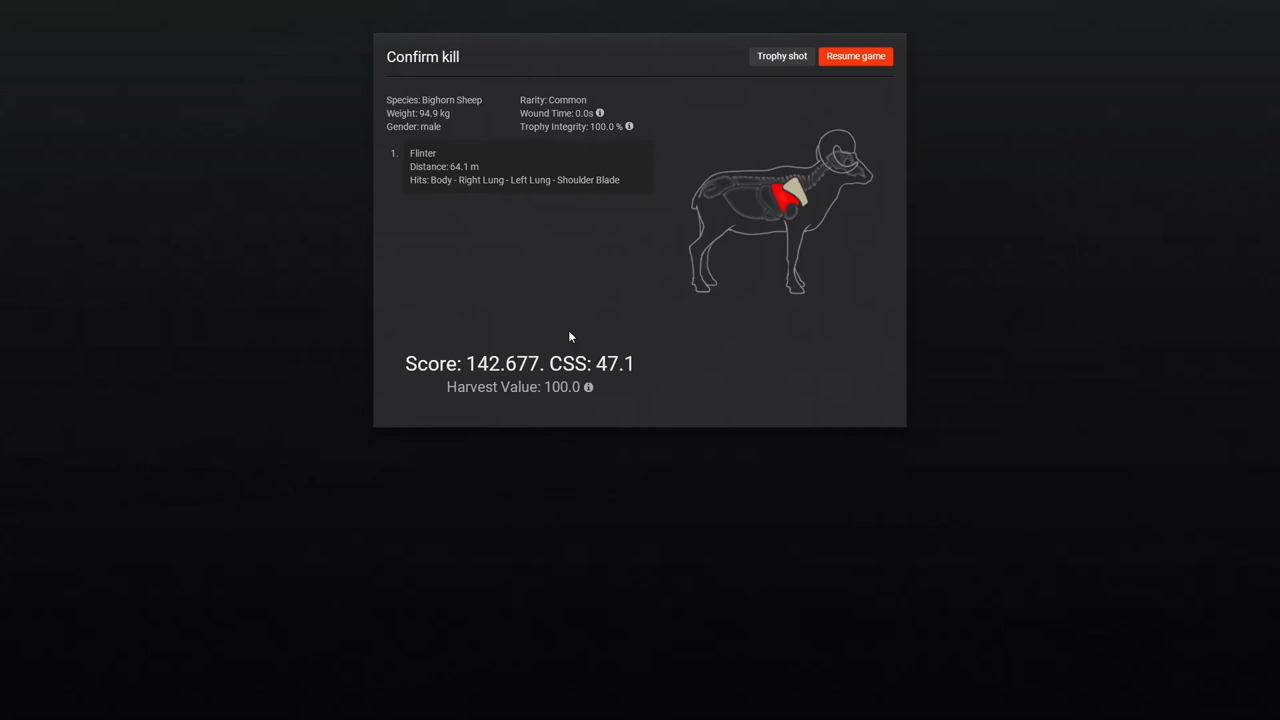 Confirm kill
Trophy shot
Resume game
Species: Bighorn Sheep
Weight: 94.9 kg
Gender: male
Rarity: Common
Wound Time: 0.0s
Trophy Integrity: 100.0 %
1. Flinter
Distance: 64.1 m
Hits: Body - Right Lung - Left Lung - Shoulder Blade
Score: 142.677. CSS: 47.1
Harvest Value: 100.0